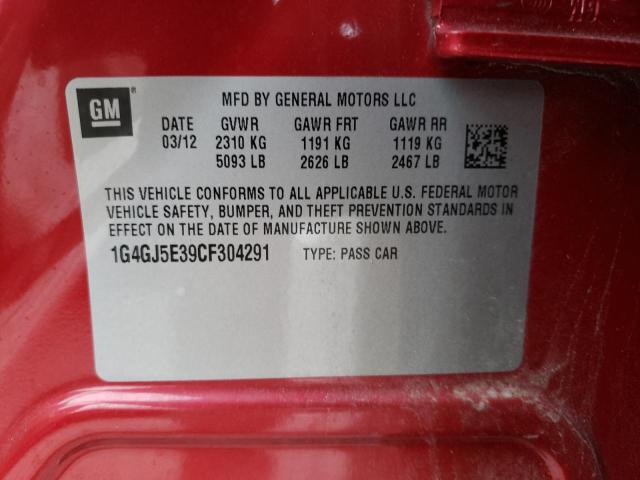 GM ®
MFD BY GENERAL MOTORS LLC
DATE GVWR GAWR FRT GAWR RR
03/12 2310 KG 1191 KG 1119 KG
5093 LB 2626 LB 2467 LB
THIS VEHICLE CONFORMS TO ALL APPLICABLE U.S. FEDERAL MOTOR
VEHICLE SAFETY, BUMPER, AND THEFT PREVENTION STANDARDS IN
EFFECT ON THE DATE OF MANUFACTURE SHOWN ABOVE.
1G4GJ5E39CF304291 TYPE: PASS CAR